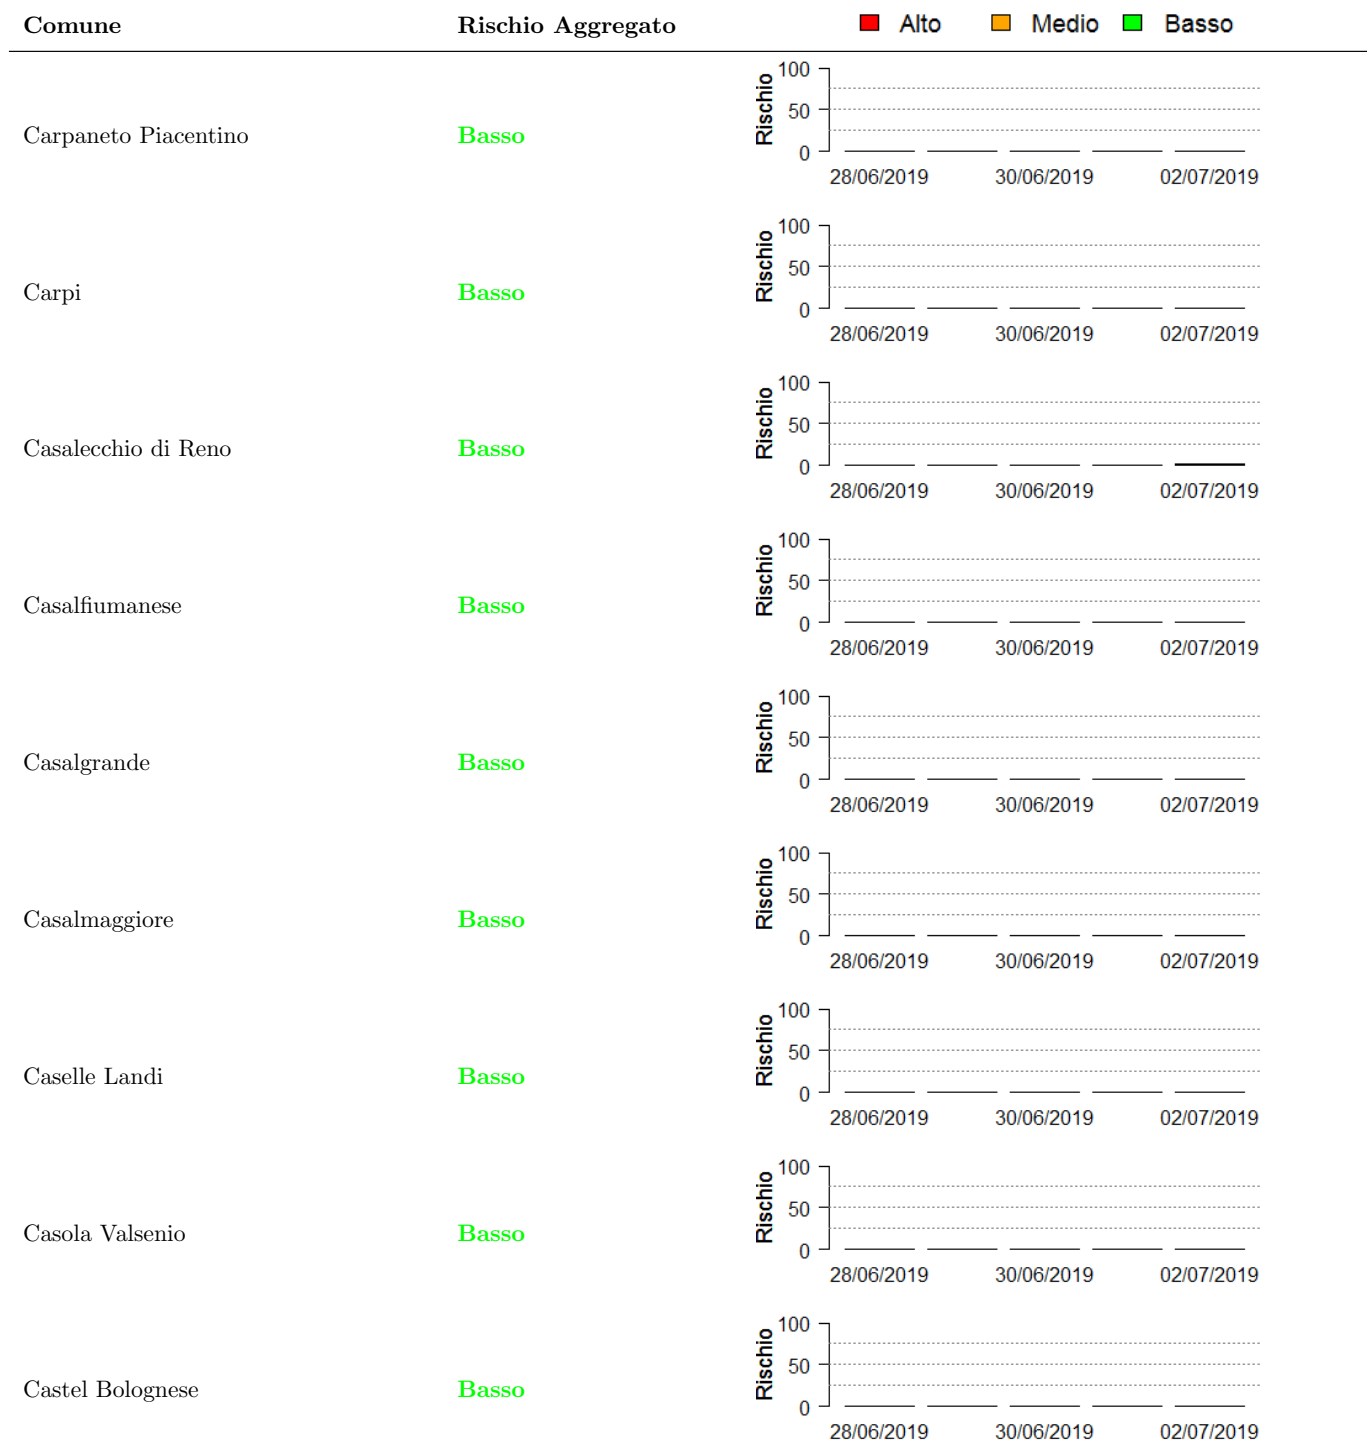 Comune Rischio Aggregato Alto Medio Basso
100
50
0
Rischio
Carpaneto Piacentino Basso
28/06/2019 30/06/2019 02/07/2019
100
50
0
Rischio
Carpi Basso
28/06/2019 30/06/2019 02/07/2019
100
50
0
Rischio
Casalecchio di Reno Basso
28/06/2019 30/06/2019 02/07/2019
100
50
0
Rischio
Casalfiumanese Basso
28/06/2019 30/06/2019 02/07/2019
100
50
0
Rischio
Casalgrande Basso
28/06/2019 30/06/2019 02/07/2019
100
50
0
Rischio
Casalmaggiore Basso
28/06/2019 30/06/2019 02/07/2019
100
50
0
Rischio
Caselle Landi Basso
28/06/2019 30/06/2019 02/07/2019
100
50
0
Rischio
Casola Valsenio Basso
28/06/2019 30/06/2019 02/07/2019
100
50
0
Rischio
Castel Bolognese Basso
28/06/2019 30/06/2019 02/07/2019